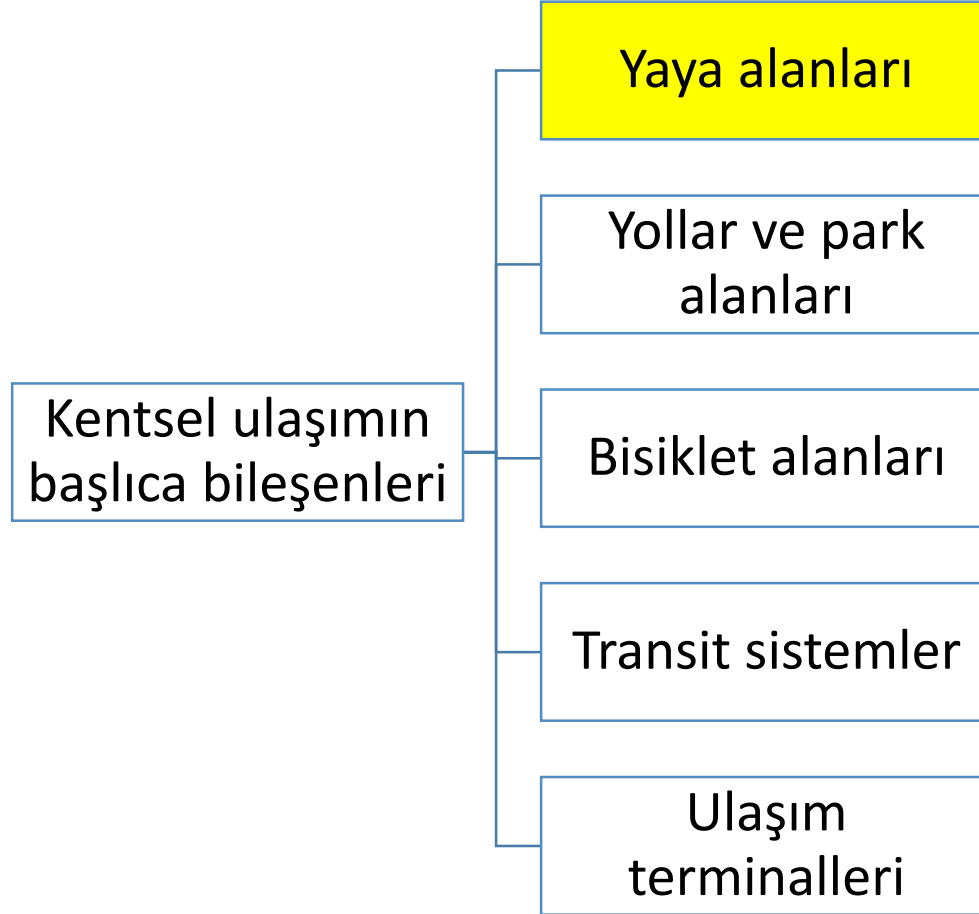 Yaya alanları
Yollar ve park
alanları
Kentsel ulaşımın
başlıca bileşenleri
Bisiklet alanları
Transit sistemler
Ulaşım
terminalleri